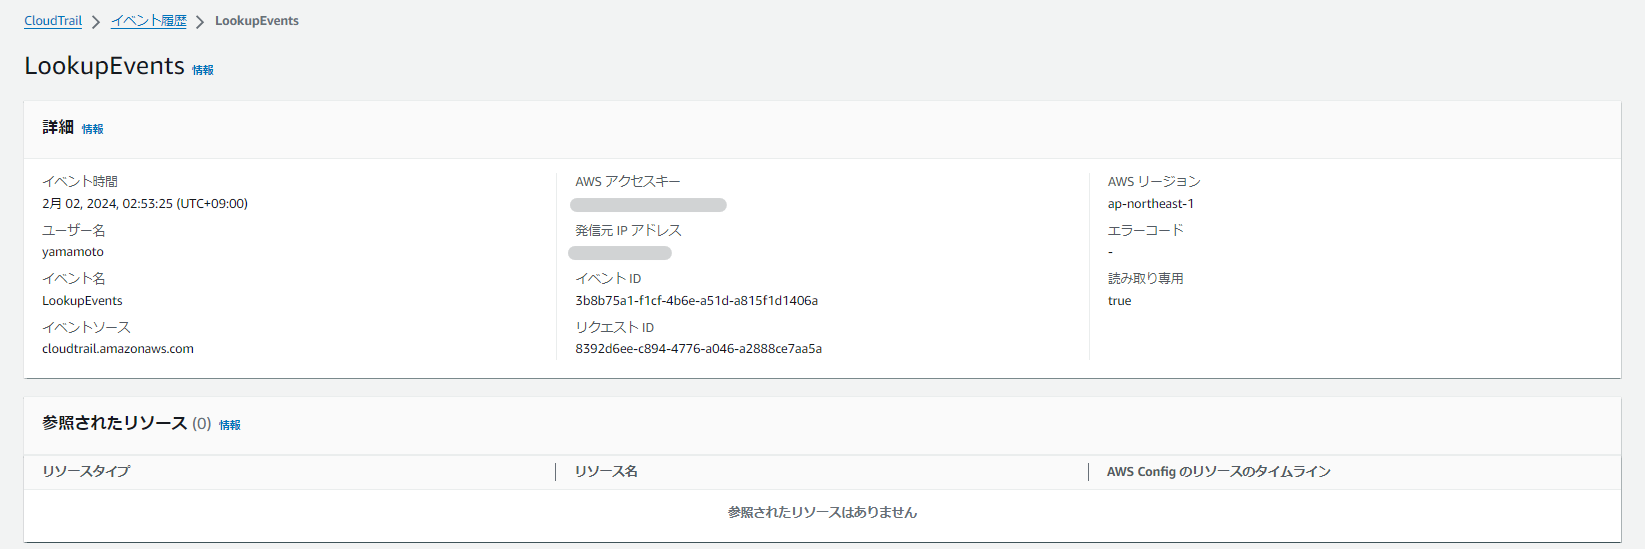 CloudTrail > イベント履歴 > LookupEvents
LookupEvents 情報
詳細 情報
イベント時間
2月 02, 2024, 02:53:25 (UTC+09:00)
ユーザー名
yamamoto
イベント名
LookupEvents
イベントソース
cloudtrail.amazonaws.com
AWS アクセスキー
発信元 IP アドレス
イベント ID
3b8b75a1-f1cf-4b6e-a51d-a815f1d1406a
リクエスト ID
8392d6ee-c894-4776-a046-a2888ce7aa5a
AWS リージョン
ap-northeast-1
エラーコード
-
読み取り専用
true
参照されたリソース (0) 情報
リソースタイプ リソース名 AWS Config のリソースのタイムライン
参照されたリソースはありません